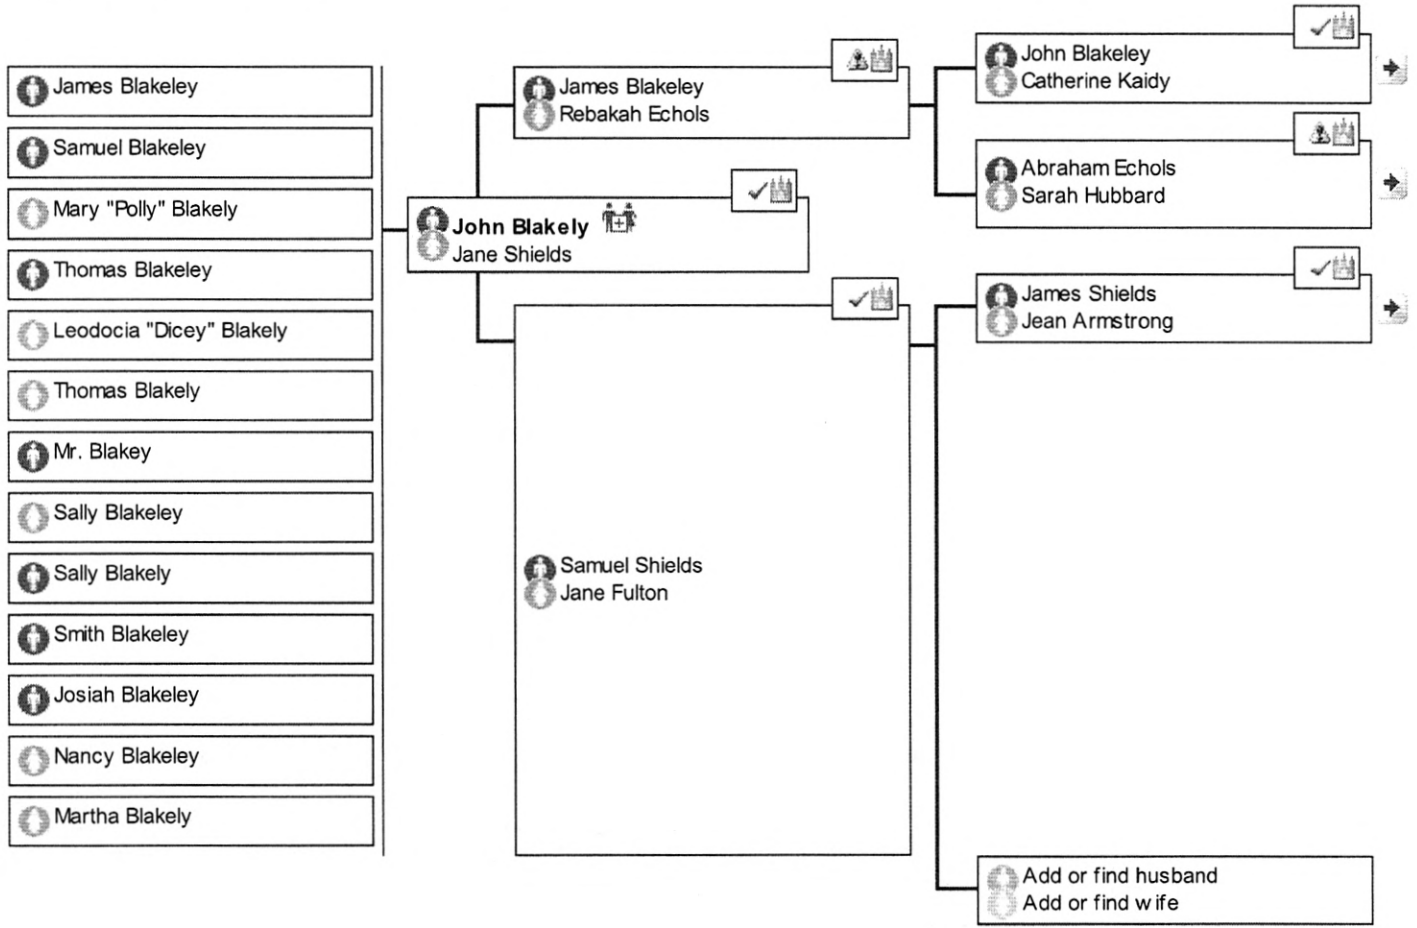 James Blakeley
Samuel Blakeley
Mary "Polly" Blakely
Thomas Blakeley
Leodocia "Dicey" Blakely
Thomas Blakely
Mr. Blakey
Sally Blakeley
Sally Blakely
Smith Blakeley
Josiah Blakeley
Nancy Blakeley
Martha Blakely
John Blakely
Jane Shields
James Blakeley
Rebakah Echols
Samuel Shields
Jane Fulton
John Blakeley
Catherine Kaidy
Abraham Echols
Sarah Hubbard
James Shields
Jean Armstrong
Add or find husband
Add or find wife